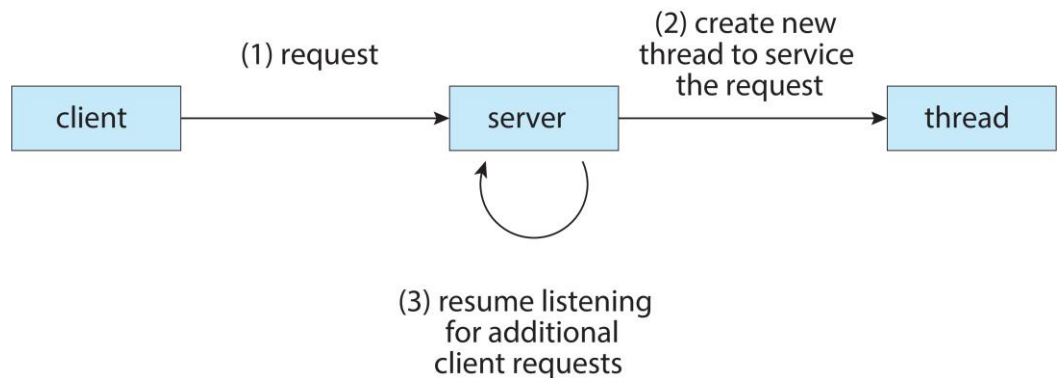 (1) request
(2) create new
thread to service
the request
client
server
thread
(3) resume listening
for additional
client requests